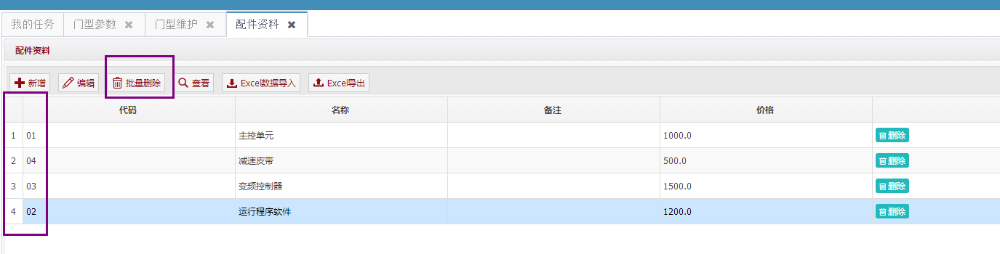 我的任务 门型参数 门型维护 配件资料
配件资料
新增 编辑 批量删除 查看 Excel数据导入 Excel导出
代码 名称 备注 价格
1 01 主控单元 1000.0 删除
2 04 减速皮带 500.0 删除
3 03 变频控制器 1500.0 删除
4 02 运行程序软件 1200.0 删除